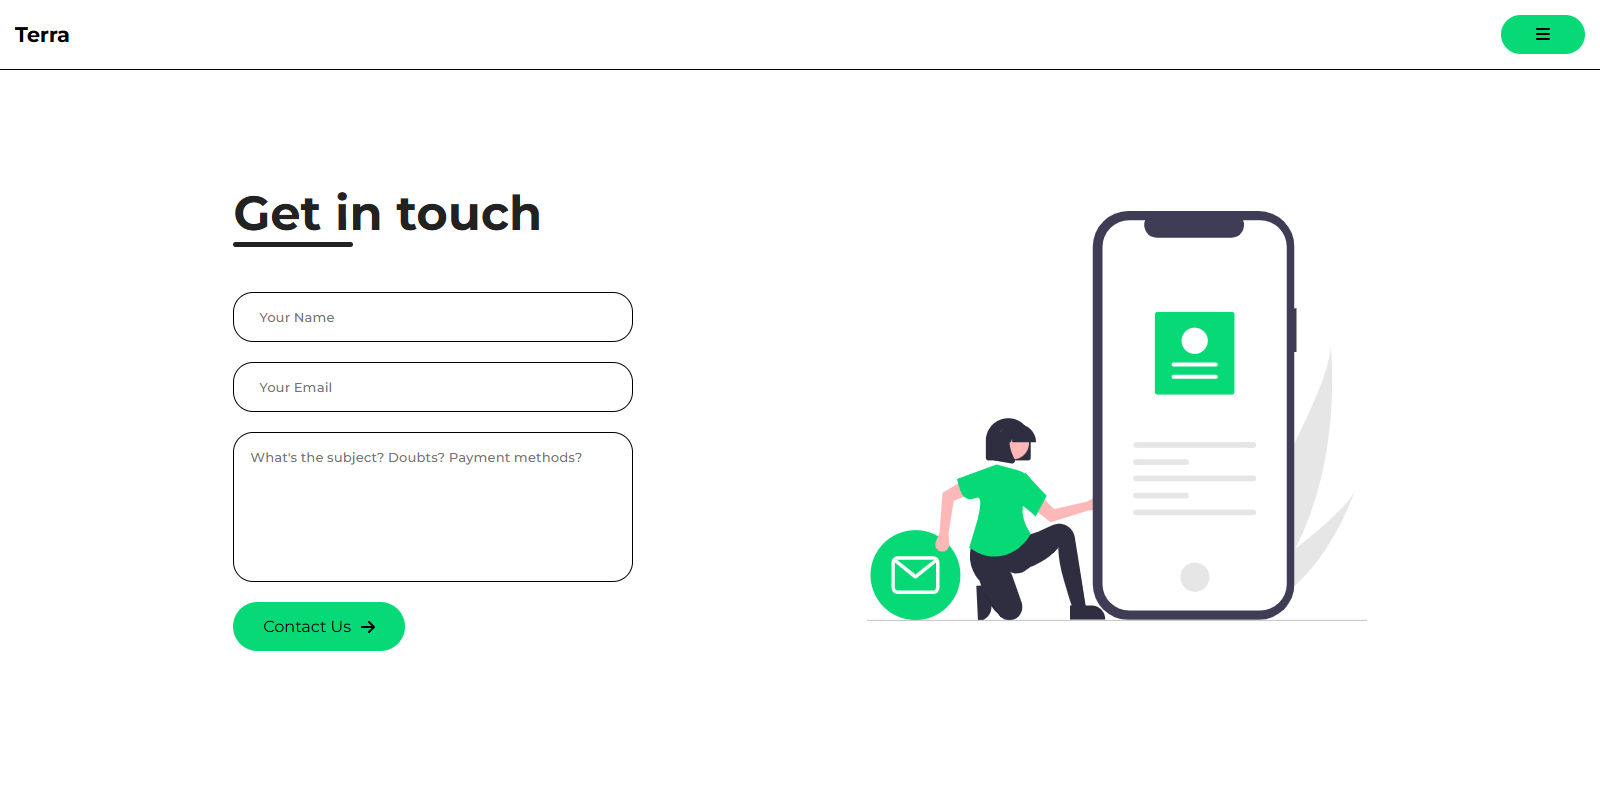 Terra
Get in touch
Your Name
Your Email
What's the subject? Doubts? Payment methods?
Contact Us